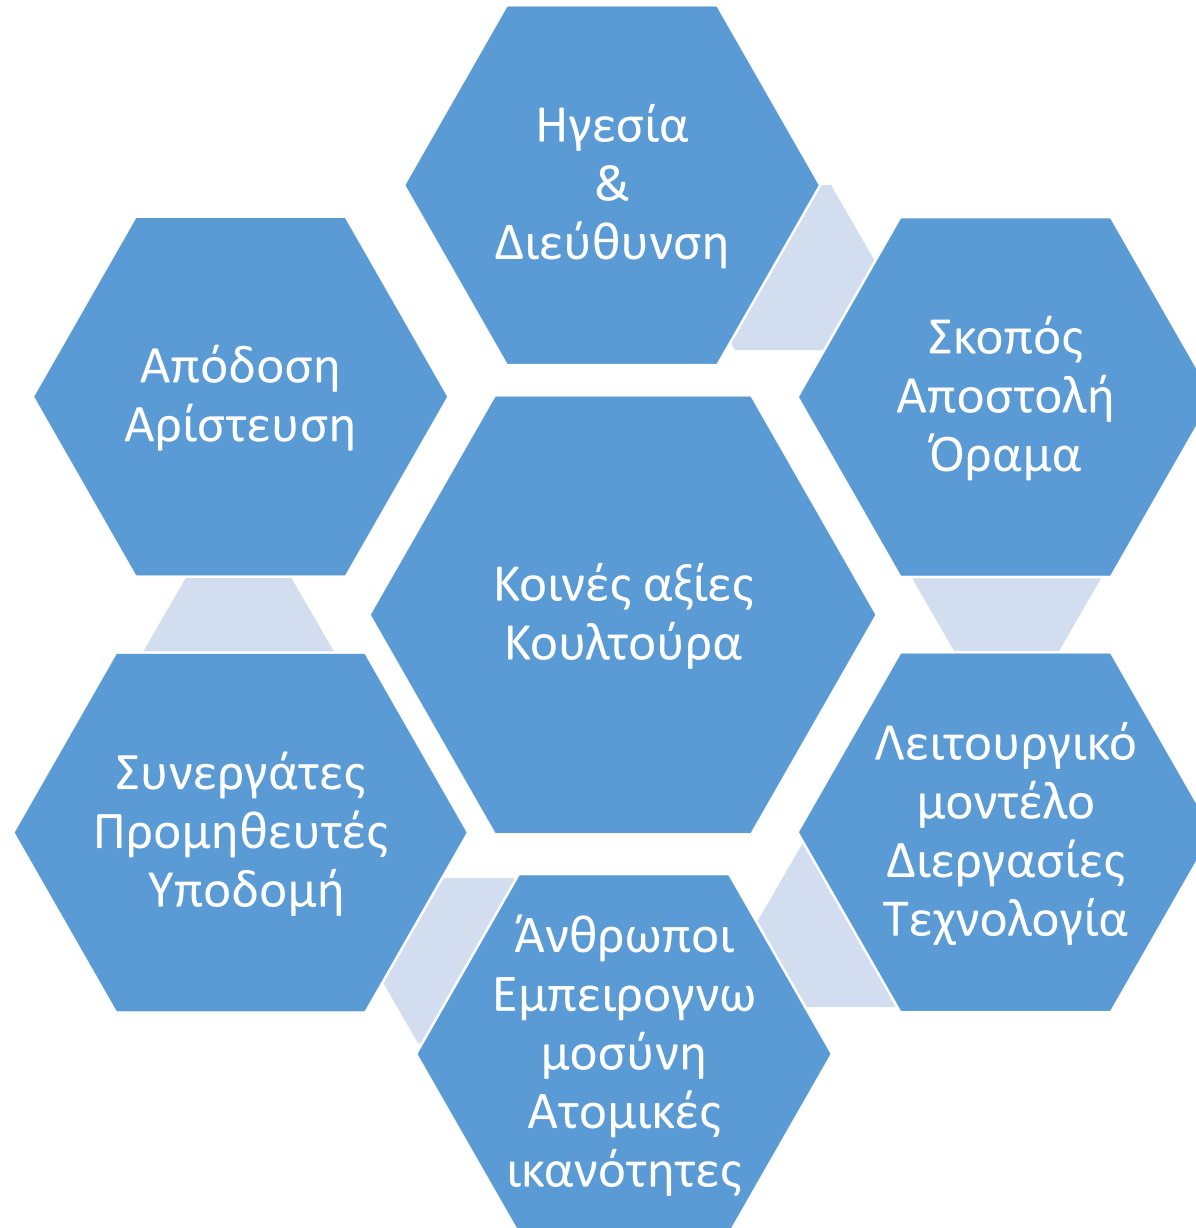 Ηγεσία
&
Διεύθυνση
Σκοπός
Αποστολή
Όραμα
Λειτουργικό
μοντέλο
Διεργασίες
Τεχνολογία
Άνθρωποι
Εμπειρογνω
μοσύνη
Ατομικές
ικανότητες
Συνεργάτες
Προμηθευτές
Υποδομή
Απόδοση
Αρίστευση
Κοινές αξίες
Κουλτούρα